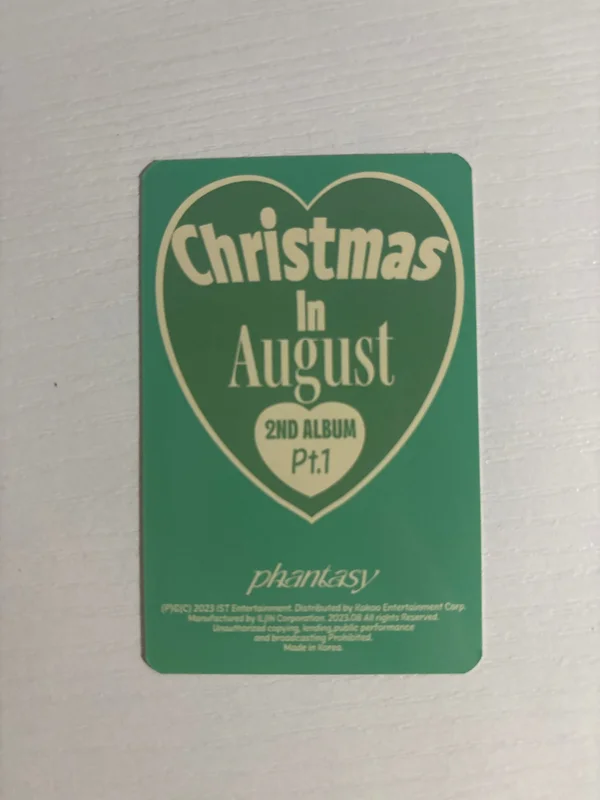 Christmas
In
August
2ND ALBUM
Pt.1
phantasy
(P)&(C) 2023 IST Entertainment. Distributed by Kakao Entertainment Corp.
Manufactured by ILJIN Corporation. 2023.08 All rights Reserved.
Unauthorized copying, lending,public performance
and broadcasting Prohibited.
Made in Korea.